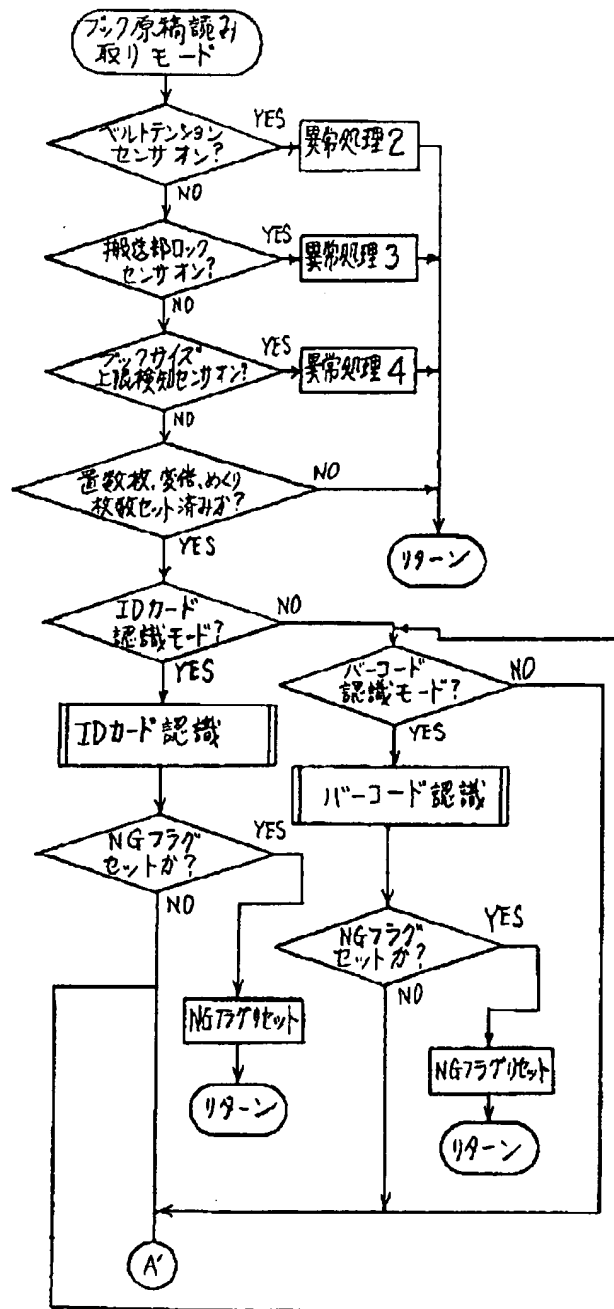 ブック原稿読み
取りモード
ベルトテンション
センサオン?
YES
異常処理2
NO
搬送部ロック
センサオン?
YES
異常処理3
NO
ブックサイズ
上限検知センサオン?
YES
異常処理4
NO
置数枚、変倍、めくり
枚数セット済みか?
NO
YES
リターン
IDカード
認識モード?
NO
YES
バーコード
認識モード?
NO
YES
IDカード認識
バーコード認識
NGフラグ
セットか?
YES
NO
NGフラグ
セットか?
YES
NO
NGフラグリセット
リターン
NGフラグリセット
リターン
A'